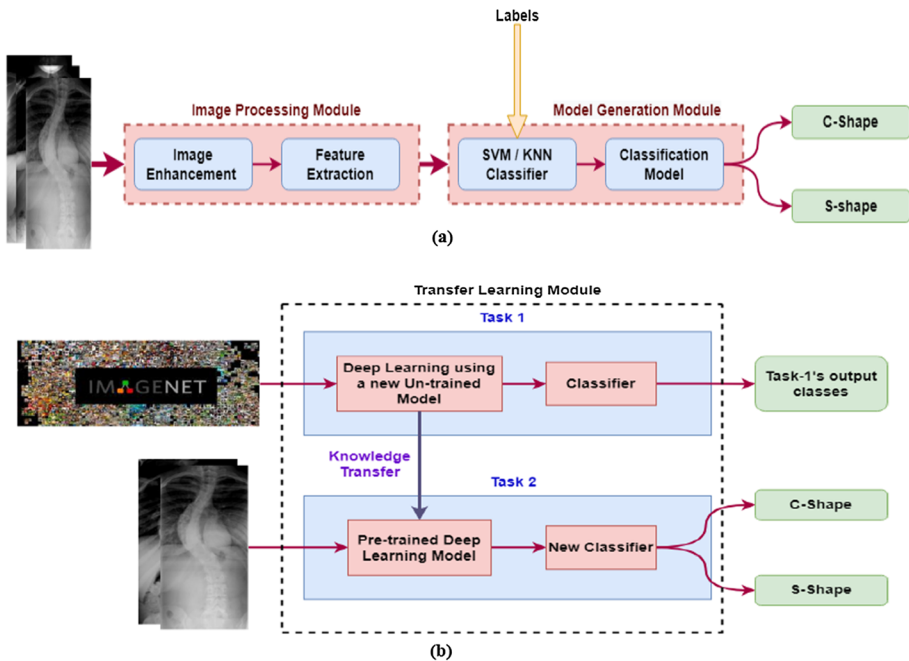 Labels
Image Processing Module
Model Generation Module
Image
Enhancement
Feature
Extraction
SVM / KNN
Classifier
Classification
Model
C-Shape
S-shape
(a)
Transfer Learning Module
Task 1
IMAGENET
Deep Learning using
a new Un-trained
Model
Classifier
Task-1's output
classes
Knowledge
Transfer
Task 2
Pre-trained Deep
Learning Model
New Classifier
C-Shape
S-Shape
(b)